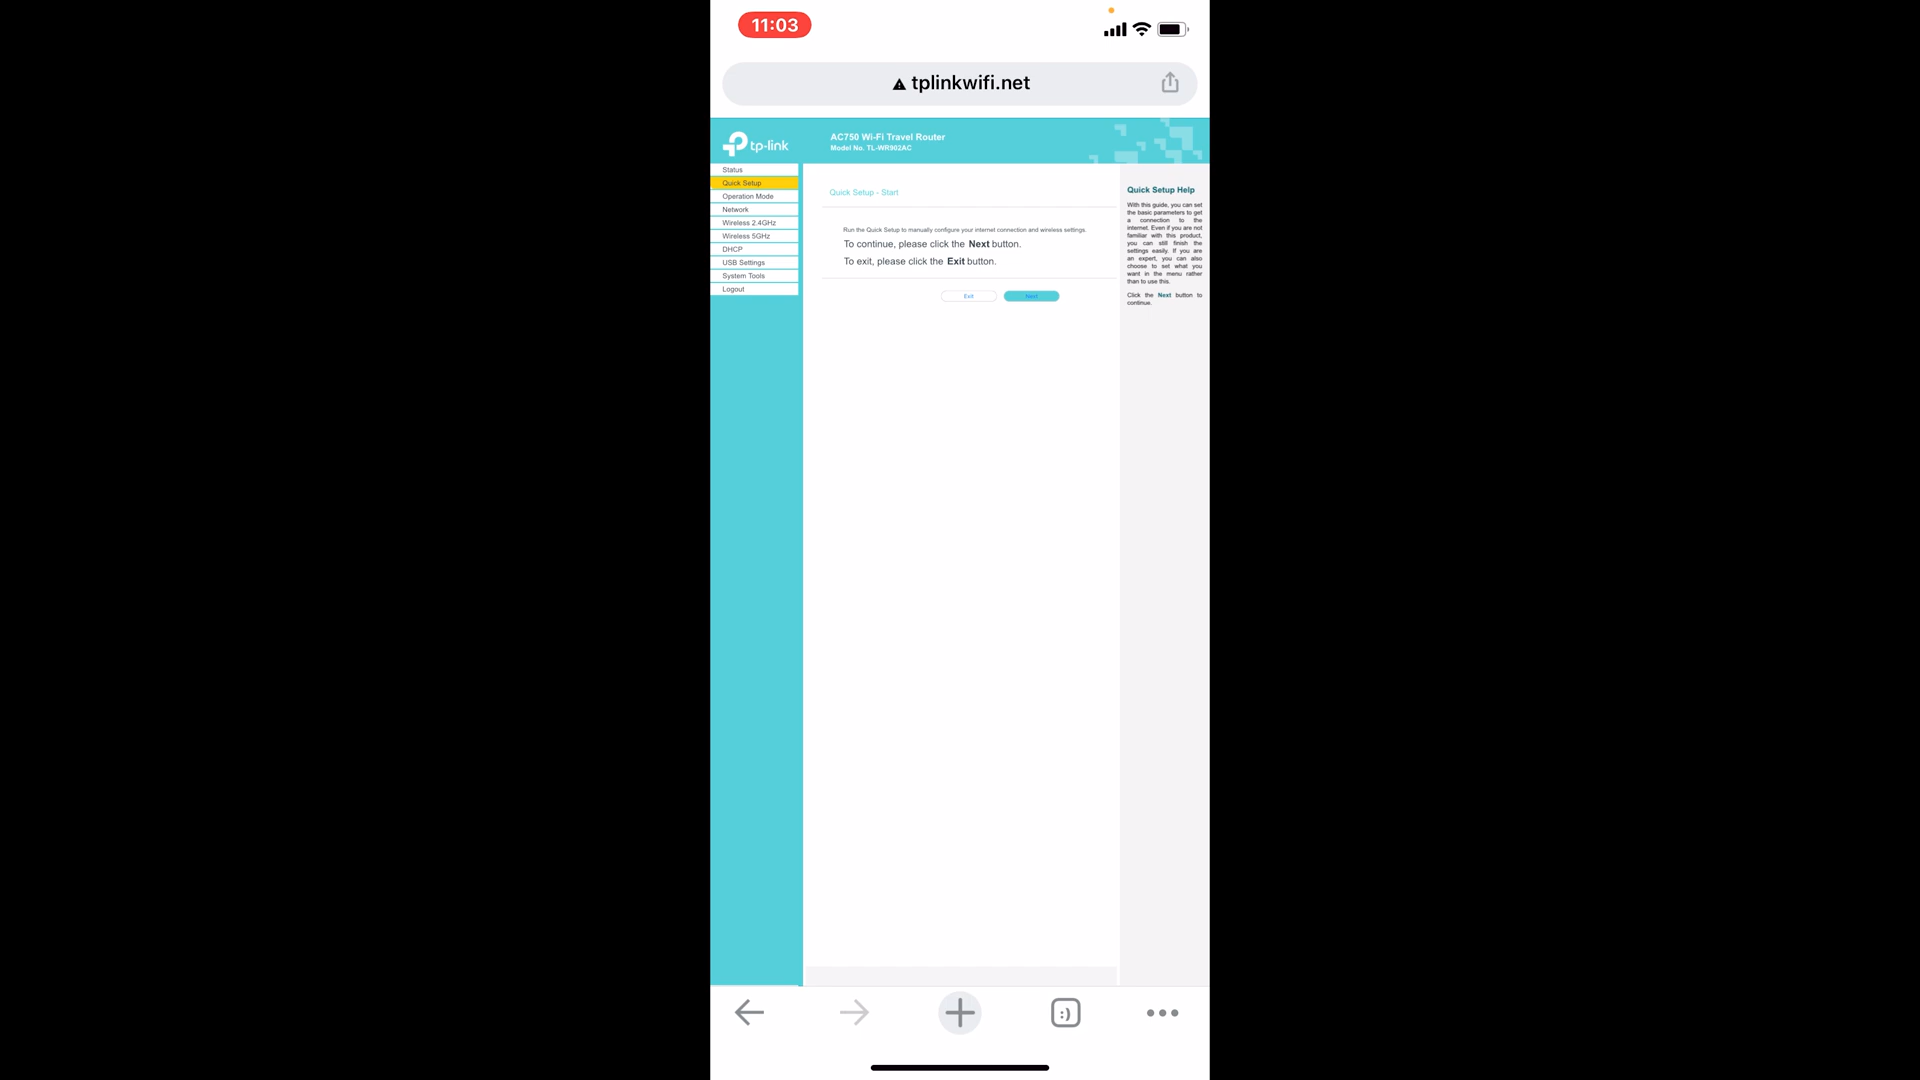 11:03
tplinkwifi.net
tp-link
AC750 Wi-Fi Travel Router
Model No. TL-WR902AC
Status
Quick Setup
Operation Mode
Network
Wireless 2.4GHz
Wireless 5GHz
DHCP
USB Settings
System Tools
Logout
Quick Setup - Start
Run the Quick Setup to manually configure your internet connection and wireless settings.
To continue, please click the Next button.
To exit, please click the Exit button.
Exit
Next
Quick Setup Help
With this guide, you can set
the basic parameters to get
a connection to the
internet. Even if you are not
familiar with this product,
you can still finish the
settings easily. If you are
an expert, you can also
choose to set what you
want in the menu rather
than to use this.
Click the Next button to
continue.
:)